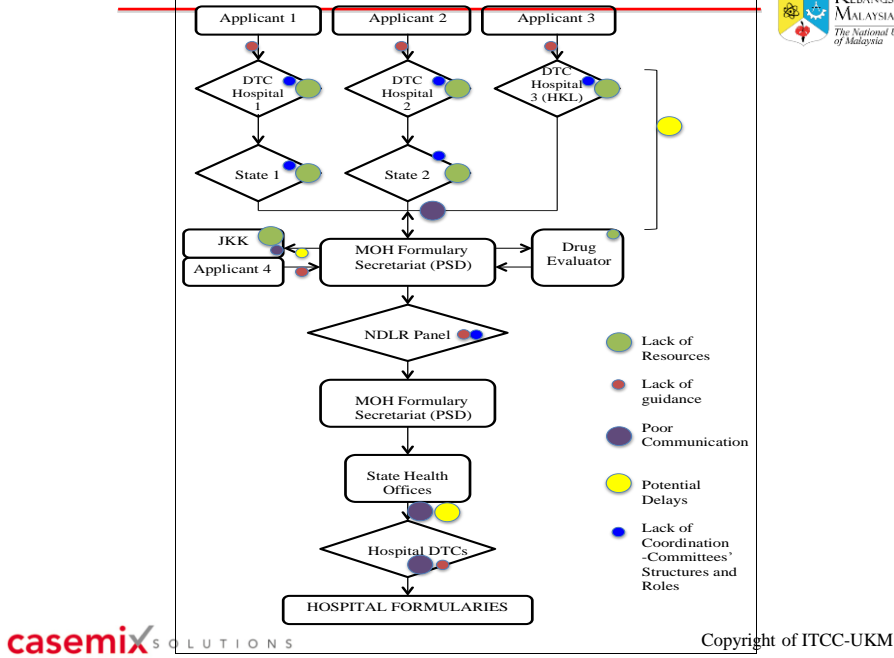 Applicant 1
Applicant 2
Applicant 3
MALAYSIA
The National U
of Malaysia
DTC
Hospital
1
DTC
Hospital
2
DTC
Hospital
3 (HKL)
State 1
State 2
JKK
Applicant 4
MOH Formulary
Secretariat (PSD)
Drug
Evaluator
NDLR Panel
MOH Formulary
Secretariat (PSD)
State Health
Offices
Hospital DTCs
HOSPITAL FORMULARIES
Lack of
Resources
Lack of
guidance
Poor
Communication
Potential
Delays
Lack of
Coordination
-Committees’
Structures and
Roles
casemix SOLUTIONS
Copyright of ITCC-UKM